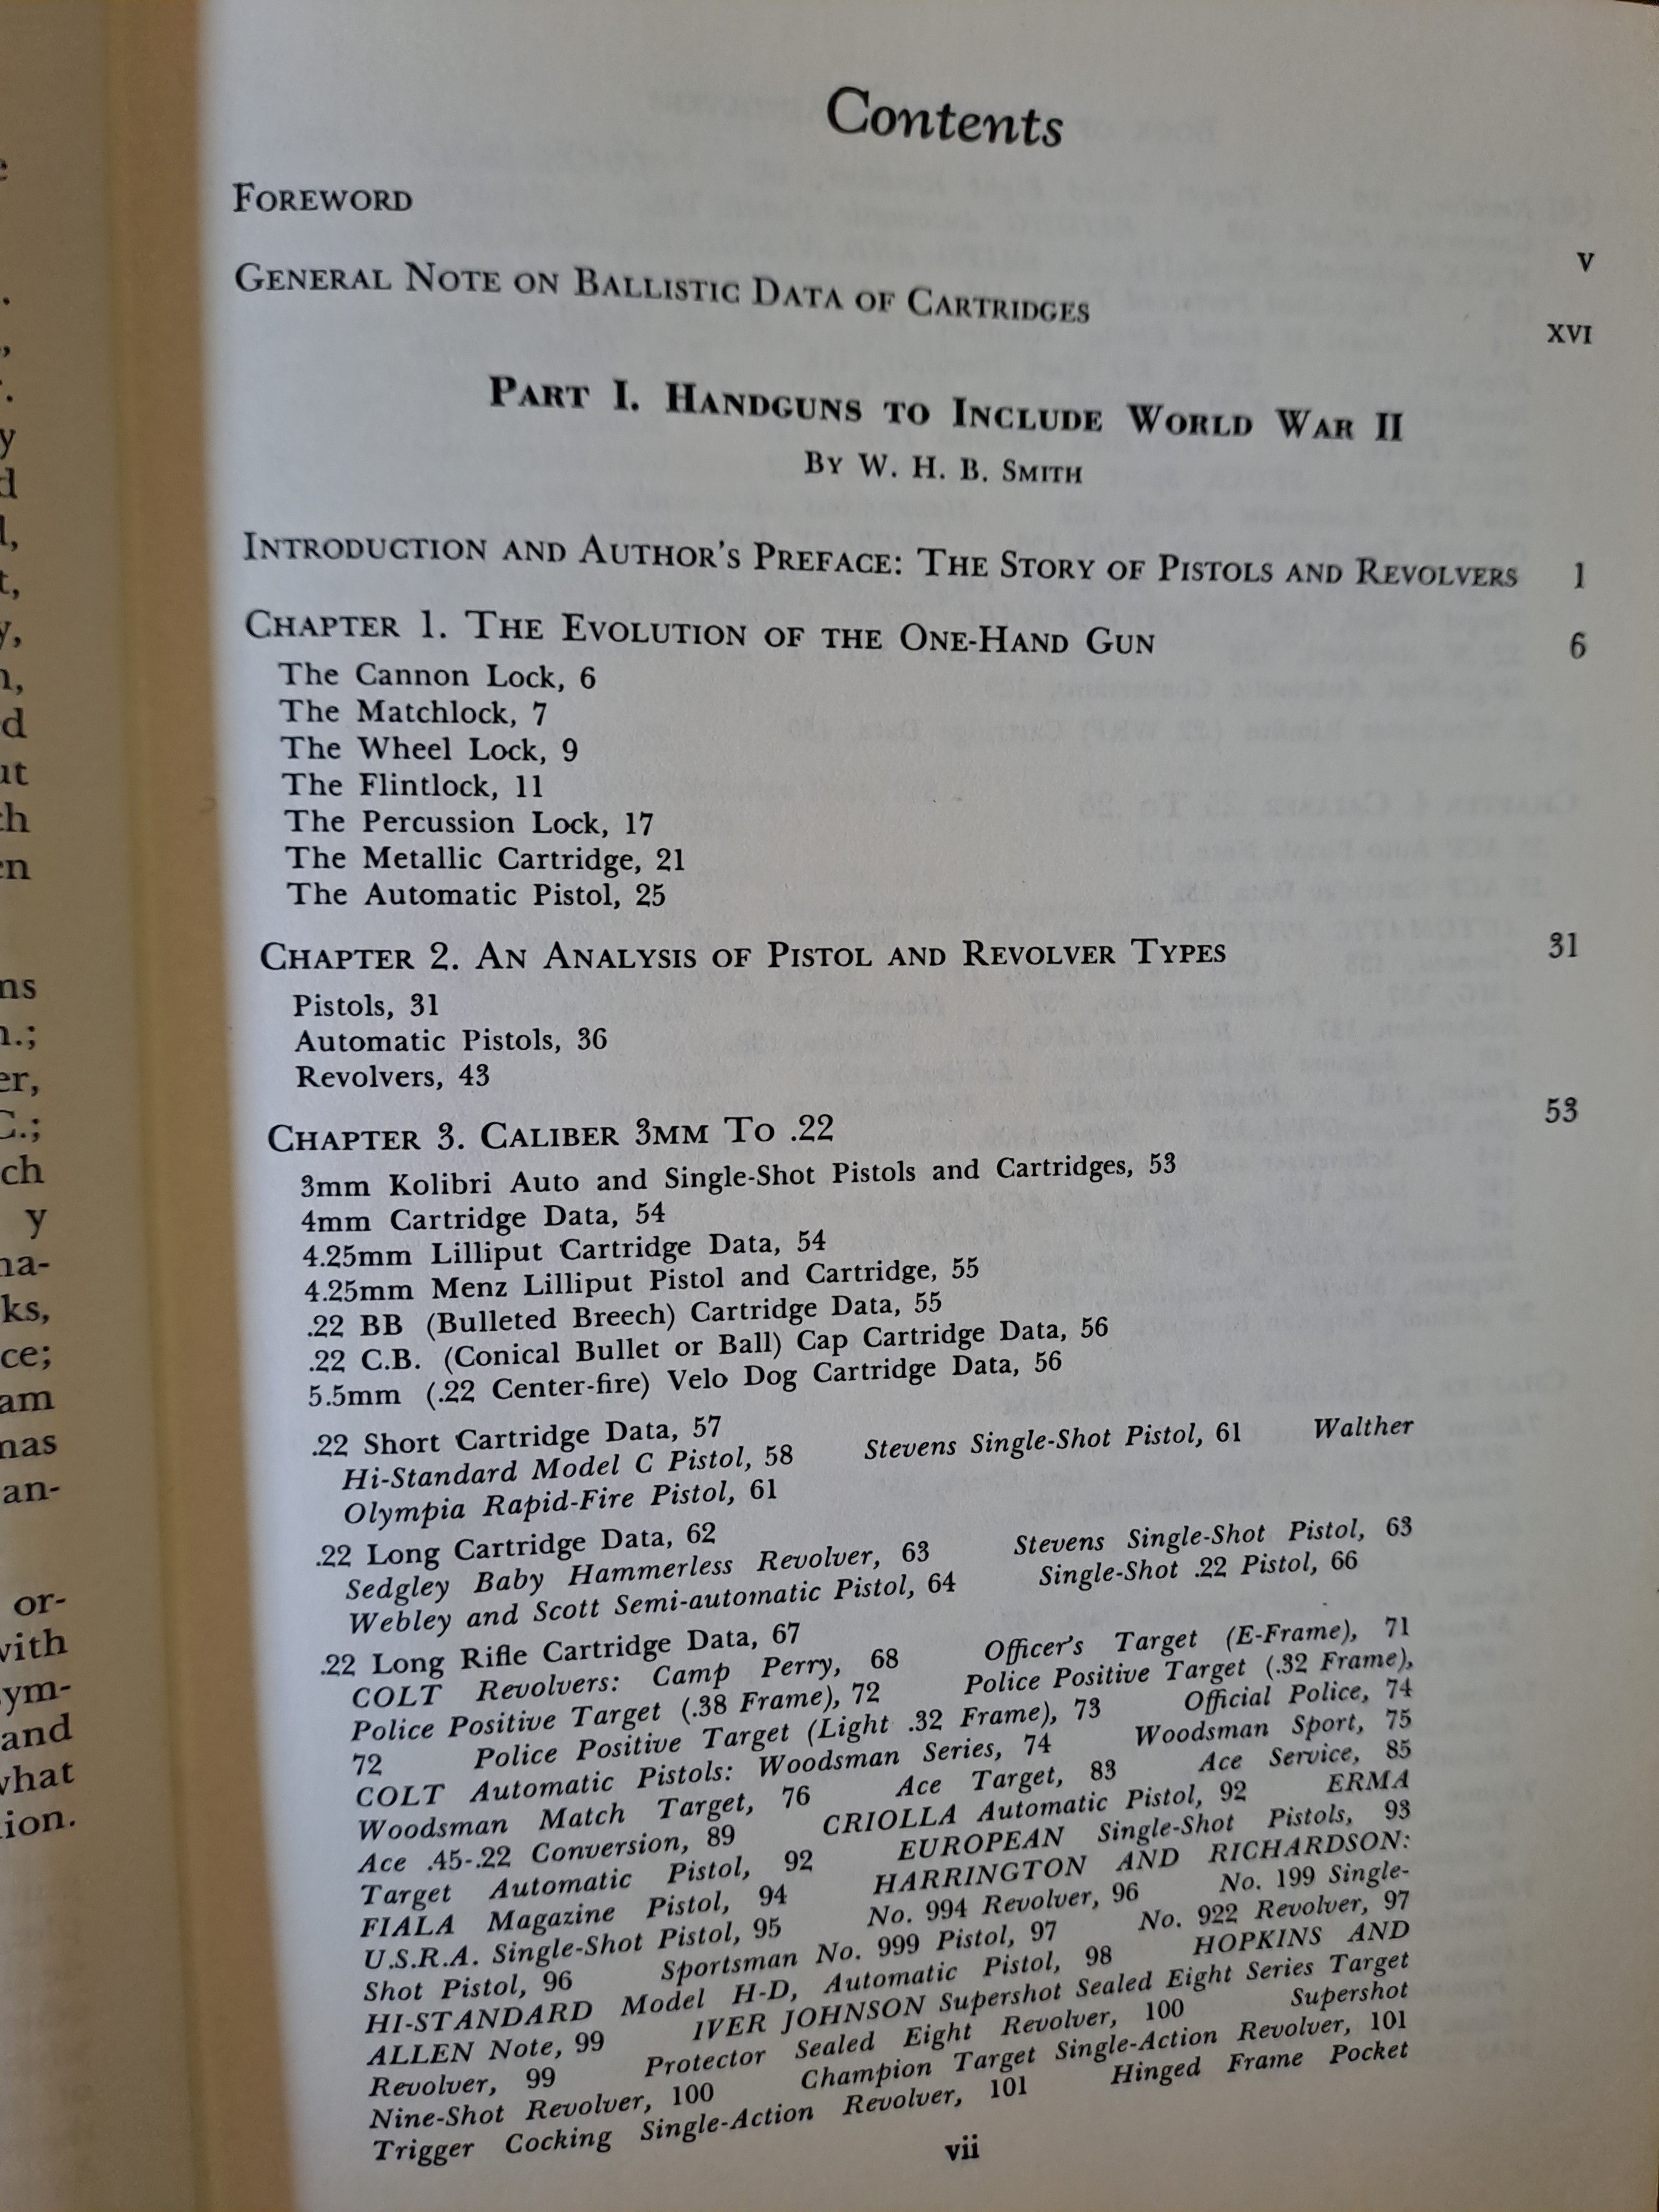 Contents
FOREWORD V
GENERAL NOTE ON BALLISTIC DATA OF CARTRIDGES XVI
PART I. HANDGUNS TO INCLUDE WORLD WAR II
BY W. H. B. SMITH
INTRODUCTION AND AUTHOR'S PREFACE: THE STORY OF PISTOLS AND REVOLVERS 1
CHAPTER 1. THE EVOLUTION OF THE ONE-HAND GUN 6
The Cannon Lock, 6
The Matchlock, 7
The Wheel Lock, 9
The Flintlock, 11
The Percussion Lock, 17
The Metallic Cartridge, 21
The Automatic Pistol, 25
CHAPTER 2. AN ANALYSIS OF PISTOL AND REVOLVER TYPES 31
Pistols, 31
Automatic Pistols, 36
Revolvers, 43
CHAPTER 3. CALIBER 3MM TO .22 53
3mm Kolibri Auto and Single-Shot Pistols and Cartridges, 53
4mm Cartridge Data, 54
4.25mm Lilliput Cartridge Data, 54
4.25mm Menz Lilliput Pistol and Cartridge, 55
.22 BB (Bulleted Breech) Cartridge Data, 55
.22 C.B. (Conical Bullet or Ball) Cap Cartridge Data, 56
5.5mm (.22 Center-fire) Velo Dog Cartridge Data, 56
.22 Short Cartridge Data, 57
Hi-Standard Model C Pistol, 58 Stevens Single-Shot Pistol, 61 Walther
Olympia Rapid-Fire Pistol, 61
.22 Long Cartridge Data, 62
Sedgley Baby Hammerless Revolver, 63 Stevens Single-Shot Pistol, 63
Webley and Scott Semi-automatic Pistol, 64 Single-Shot .22 Pistol, 66
.22 Long Rifle Cartridge Data, 67
COLT Revolvers: Camp Perry, 68 Officer's Target (E-Frame), 71
Police Positive Target (.38 Frame), 72 Police Positive Target (.32 Frame),
72 Police Positive Target (Light .32 Frame), 73 Official Police, 74
COLT Automatic Pistols: Woodsman Series, 74 Woodsman Sport, 75
Woodsman Match Target, 76 Ace Target, 83 Ace Service, 85
Ace .45-.22 Conversion, 89 CRIOLLA Automatic Pistol, 92 ERMA
Target Automatic Pistol, 92 EUROPEAN Single-Shot Pistols, 93
FIALA Magazine Pistol, 94 HARRINGTON AND RICHARDSON:
U.S.R.A. Single-Shot Pistol, 95 No. 994 Revolver, 96 No. 199 Single-
Shot Pistol, 96 Sportsman No. 999 Pistol, 97 No. 922 Revolver, 97
HI-STANDARD Model H-D, Automatic Pistol, 98 HOPKINS AND
ALLEN Note, 99 IVER JOHNSON Supershot Sealed Eight Series Target
Revolver, 99 Protector Sealed Eight Revolver, 100 Supershot
Nine-Shot Revolver, 100 Champion Target Single-Action Revolver, 101
Trigger Cocking Single-Action Revolver, 101 Hinged Frame Pocket
vii